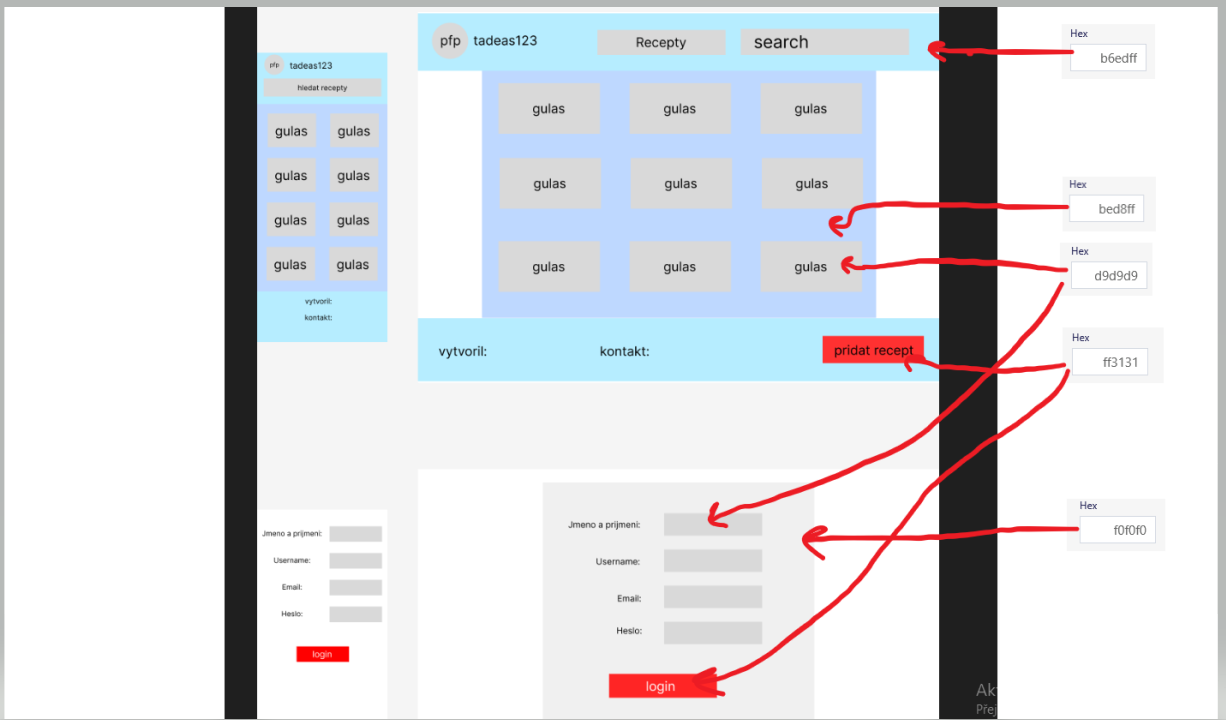 pfp tadeas123
hledat recepty
gulas gulas
gulas gulas
gulas gulas
gulas gulas
vytvoril:
kontakt:
pfp tadeas123 Recepty search
gulas gulas gulas
gulas gulas gulas
gulas gulas gulas
vytvoril: kontakt: pridat recept
Hex
b6edff
Hex
bed8ff
Hex
d9d9d9
Hex
ff3131
Hex
f0f0f0
Jmeno a prijmeni:
Username:
Email:
Heslo:
login
Jmeno a prijmeni:
Username:
Email:
Heslo:
login